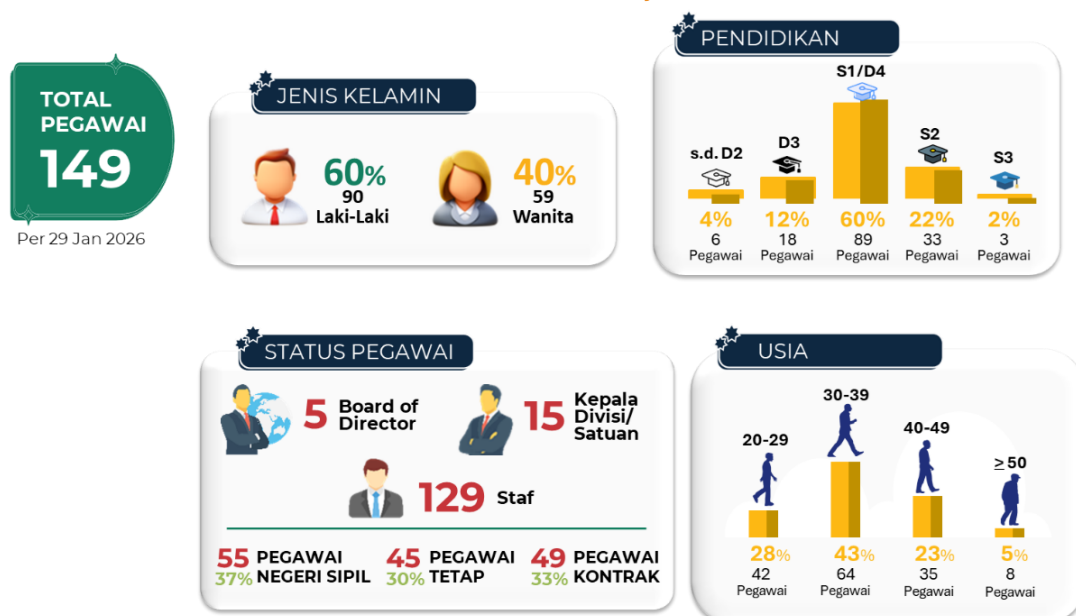 TOTAL
PEGAWAI
149
Per 29 Jan 2026
JENIS KELAMIN
60%
90
Laki-Laki
40%
59
Wanita
PENDIDIKAN
s.d. D2
4%
6
Pegawai
D3
12%
18
Pegawai
S1/D4
60%
89
Pegawai
S2
22%
33
Pegawai
S3
2%
3
Pegawai
STATUS PEGAWAI
5 Board of
Director
15 Kepala
Divisi/
Satuan
129 Staf
55 PEGAWAI
37% NEGERI SIPIL
45 PEGAWAI
30% TETAP
49 PEGAWAI
33% KONTRAK
USIA
20-29
28%
42
Pegawai
30-39
43%
64
Pegawai
40-49
23%
35
Pegawai
≥ 50
5%
8
Pegawai